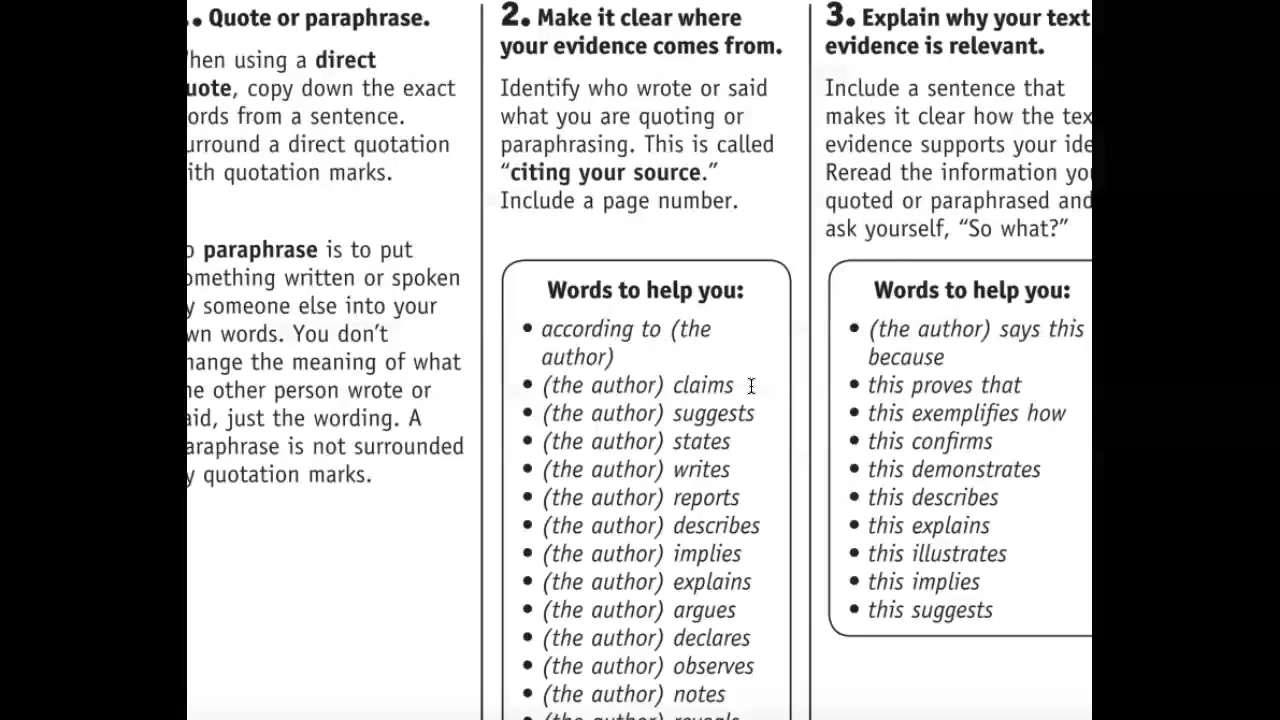 . Quote or paraphrase.
hen using a direct
uote, copy down the exact
ords from a sentence.
urround a direct quotation
ith quotation marks.
o paraphrase is to put
omething written or spoken
y someone else into your
wn words. You don't
hange the meaning of what
he other person wrote or
aid, just the wording. A
araphrase is not surrounded
y quotation marks.
2. Make it clear where
your evidence comes from.
Identify who wrote or said
what you are quoting or
paraphrasing. This is called
“citing your source.”
Include a page number.
Words to help you:
• according to (the
author)
• (the author) claims
• (the author) suggests
• (the author) states
• (the author) writes
• (the author) reports
• (the author) describes
• (the author) implies
• (the author) explains
• (the author) argues
• (the author) declares
• (the author) observes
• (the author) notes
• (the author) reveals
3. Explain why your text
evidence is relevant.
Include a sentence that
makes it clear how the tex
evidence supports your ide
Reread the information you
quoted or paraphrased and
ask yourself, “So what?”
Words to help you:
• (the author) says this
because
• this proves that
• this exemplifies how
• this confirms
• this demonstrates
• this describes
• this explains
• this illustrates
• this implies
• this suggests